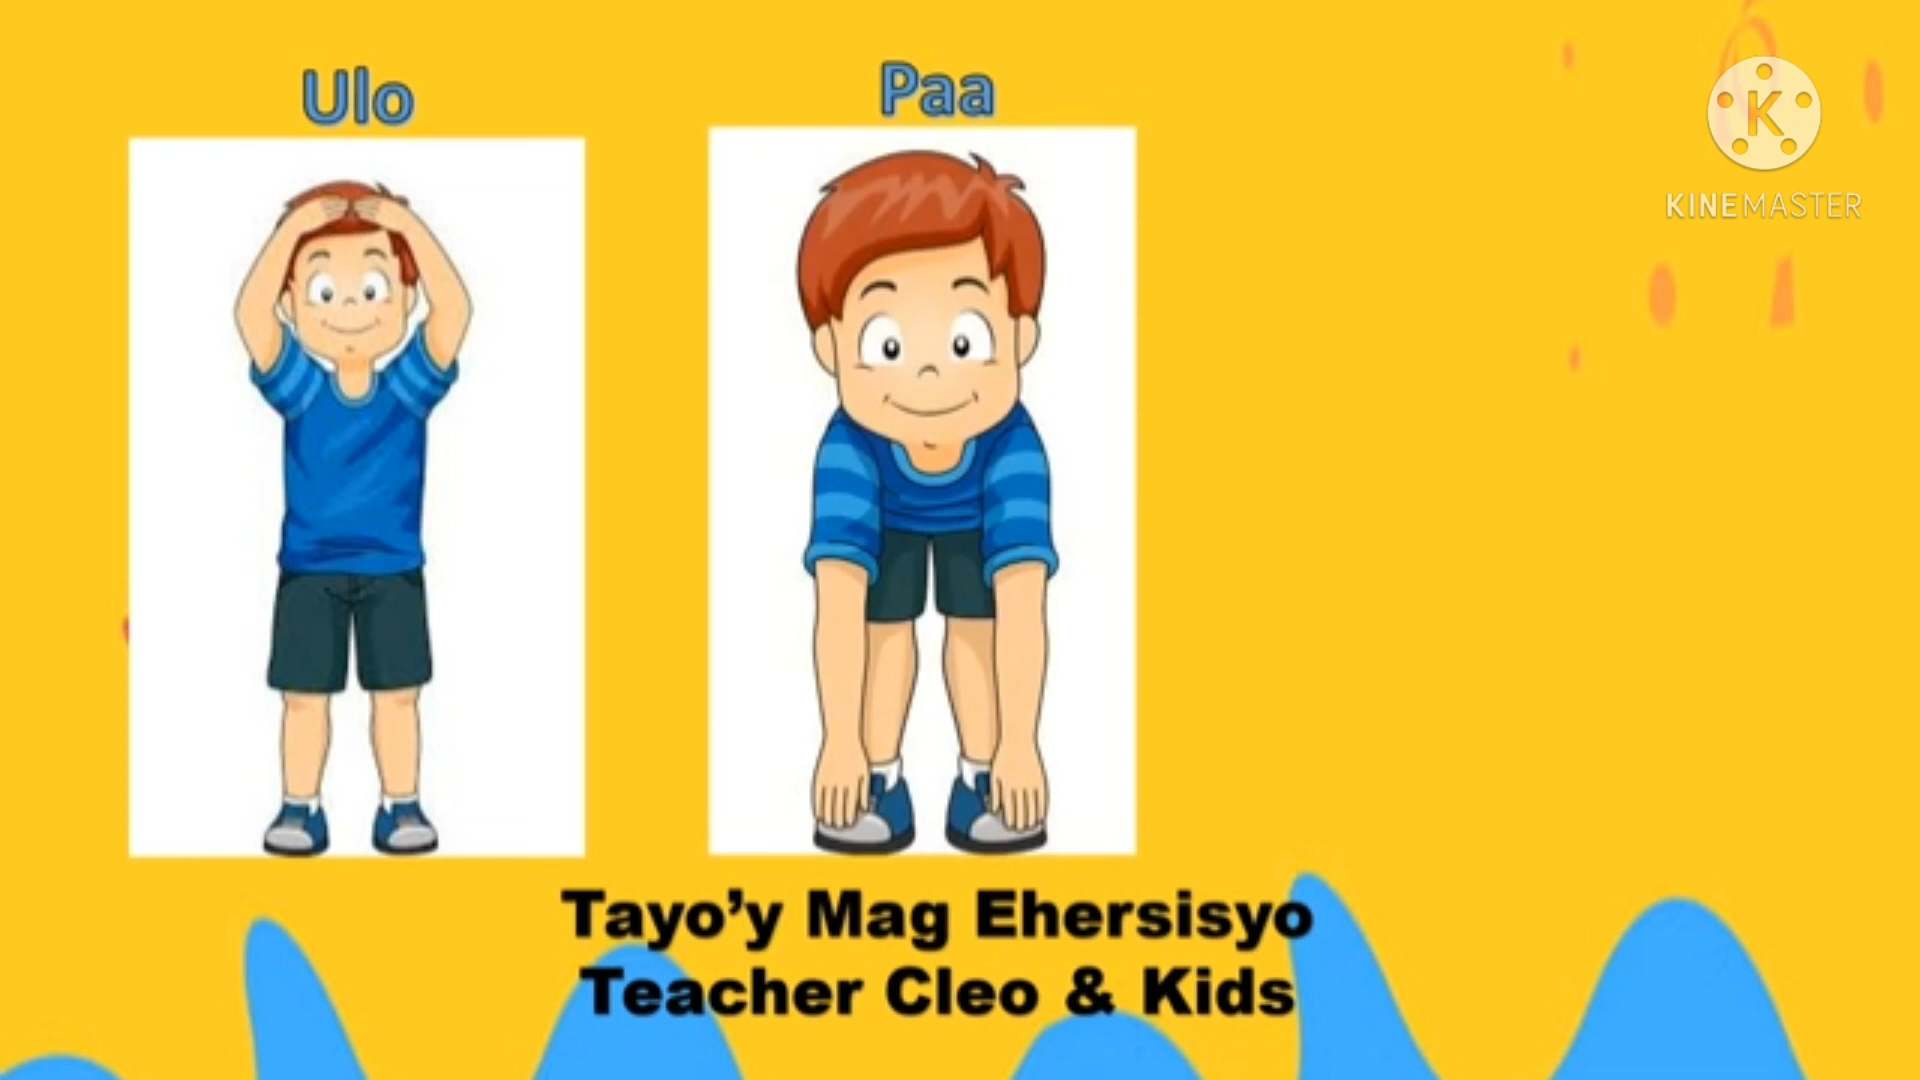 Ulo
Paa
K
KINEMASTER
Tayo’y Mag Ehersisyo
Teacher Cleo & Kids